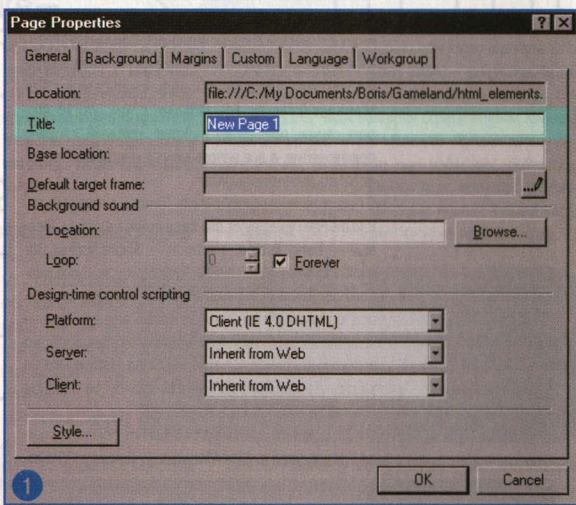 Page Properties
General Background Margins Custom Language Workgroup
Location: file:///C:/My Documents/Boris/Gameland/html_elements.
Title: New Page 1
Base location:
Default target frame:
Background sound
Location: Browse...
Loop: 0 Forever
Design-time control scripting
Platform: Client (IE 4.0 DHTML)
Server: Inherit from Web
Client: Inherit from Web
Style...
1 OK Cancel